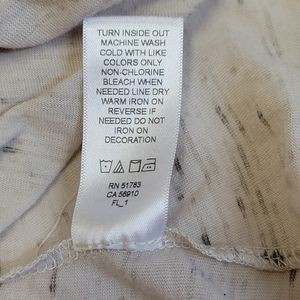 TURN INSIDE OUT
MACHINE WASH
COLD WITH LIKE
COLORS ONLY
NON-CHLORINE
BLEACH WHEN
NEEDED LINE DRY
WARM IRON ON
REVERSE IF
NEEDED DO NOT
IRON ON
DECORATION
RN 51783
CA 56910
FL_1